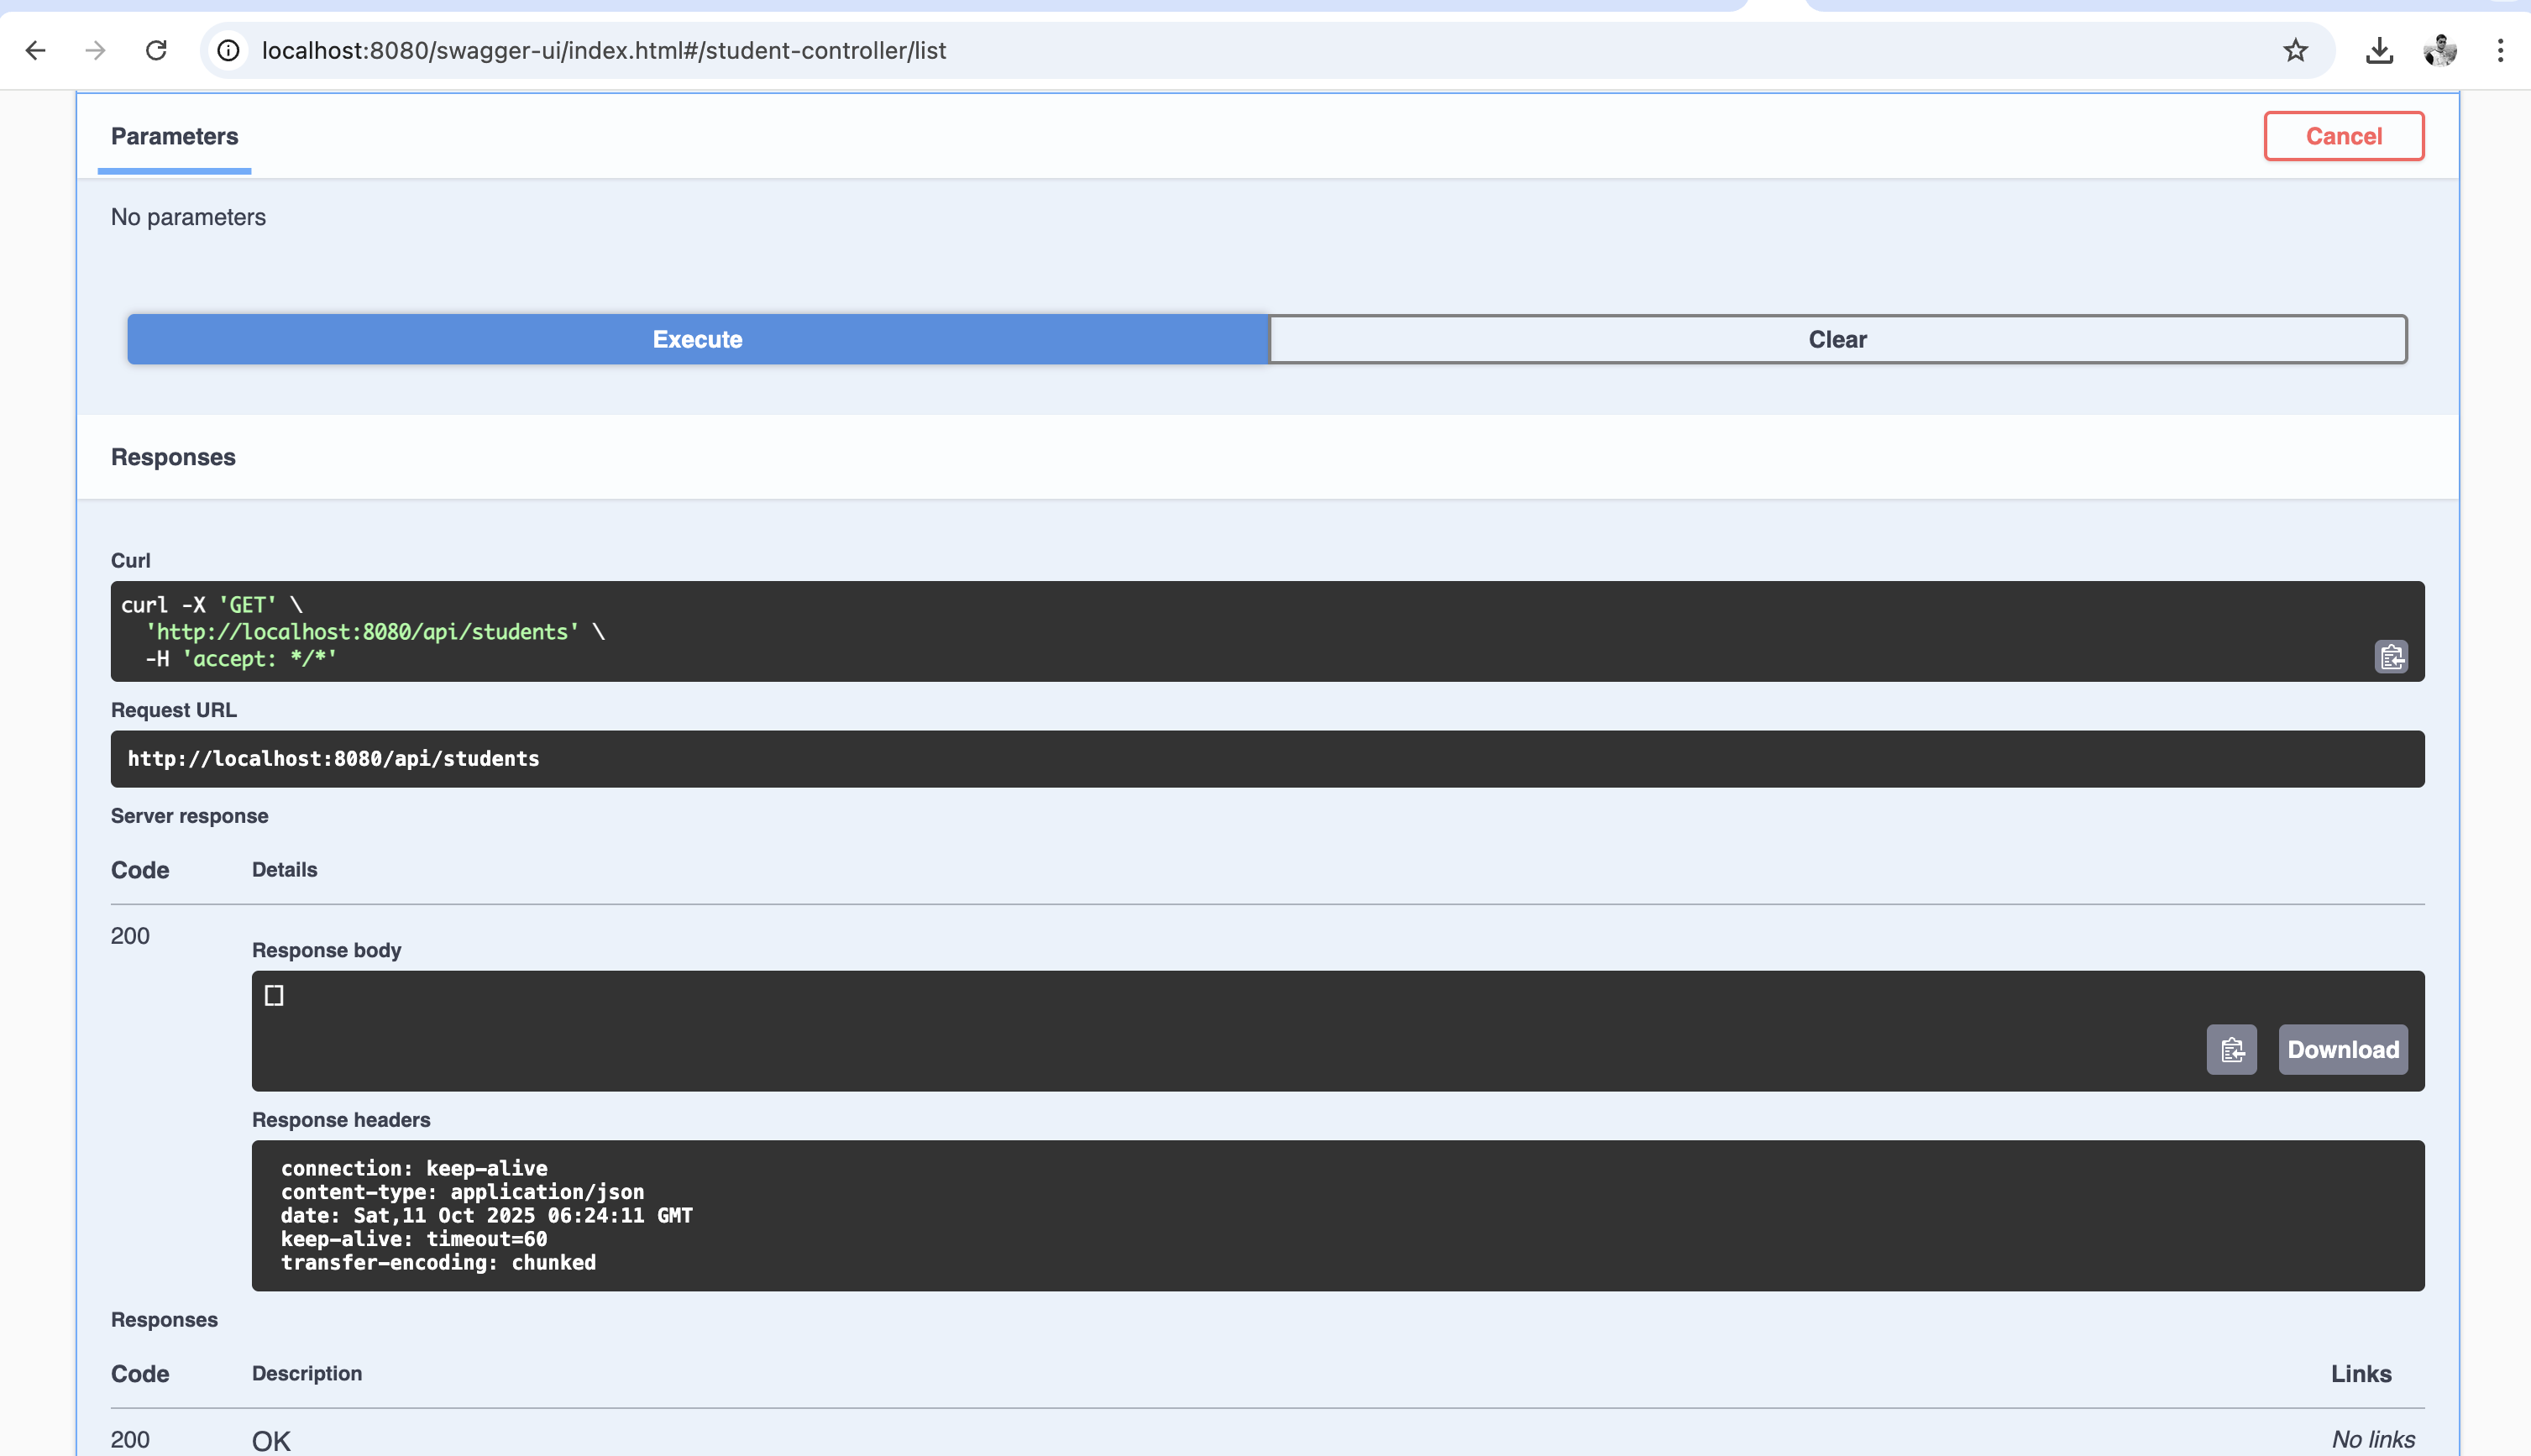 localhost:8080/swagger-ui/index.html#/student-controller/list
Parameters
Cancel
No parameters
Execute
Clear
Responses
Curl
curl -X 'GET' \
  'http://localhost:8080/api/students' \
  -H 'accept: */*'
Request URL
http://localhost:8080/api/students
Server response
Code Details
200
Response body
[]
Download
Response headers
connection: keep-alive
content-type: application/json
date: Sat,11 Oct 2025 06:24:11 GMT
keep-alive: timeout=60
transfer-encoding: chunked
Responses
Code Description Links
200 OK No links